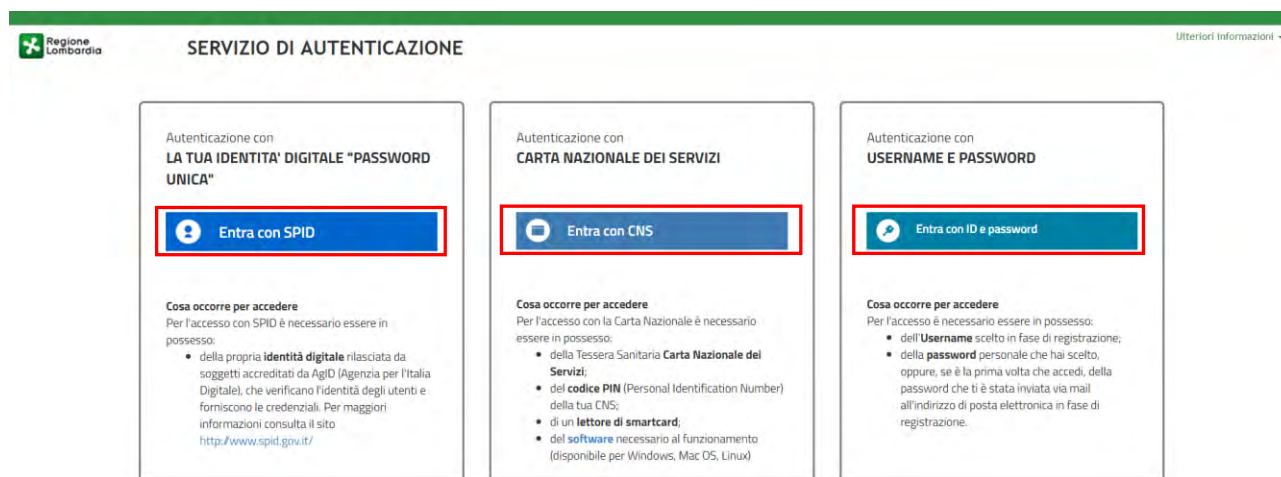 Regione
Lombardia
SERVIZIO DI AUTENTICAZIONE
Ulteriori Informazioni
Autenticazione con
LA TUA IDENTITA' DIGITALE "PASSWORD
UNICA"
Entra con SPID
Cosa occorre per accedere
Per l'accesso con SPID è necessario essere in
possesso:
• della propria identità digitale rilasciata da
soggetti accreditati da AgID (Agenzia per l'Italia
Digitale), che verificano l'identità degli utenti e
forniscono le credenziali. Per maggiori
informazioni consulta il sito
http://www.spid.gov.it/
Autenticazione con
CARTA NAZIONALE DEI SERVIZI
Entra con CNS
Cosa occorre per accedere
Per l'accesso con la Carta Nazionale è necessario
essere in possesso:
• della Tessera Sanitaria Carta Nazionale dei
Servizi;
• del codice PIN (Personal Identification Number)
della tua CNS;
• di un lettore di smartcard;
• del software necessario al funzionamento
(disponibile per Windows, Mac OS, Linux)
Autenticazione con
USERNAME E PASSWORD
Entra con ID e password
Cosa occorre per accedere
Per l'accesso è necessario essere in possesso:
• dell'Username scelto in fase di registrazione;
• della password personale che hai scelto,
oppure, se è la prima volta che accedi, della
password che ti è stata inviata via mail
all'indirizzo di posta elettronica in fase di
registrazione.